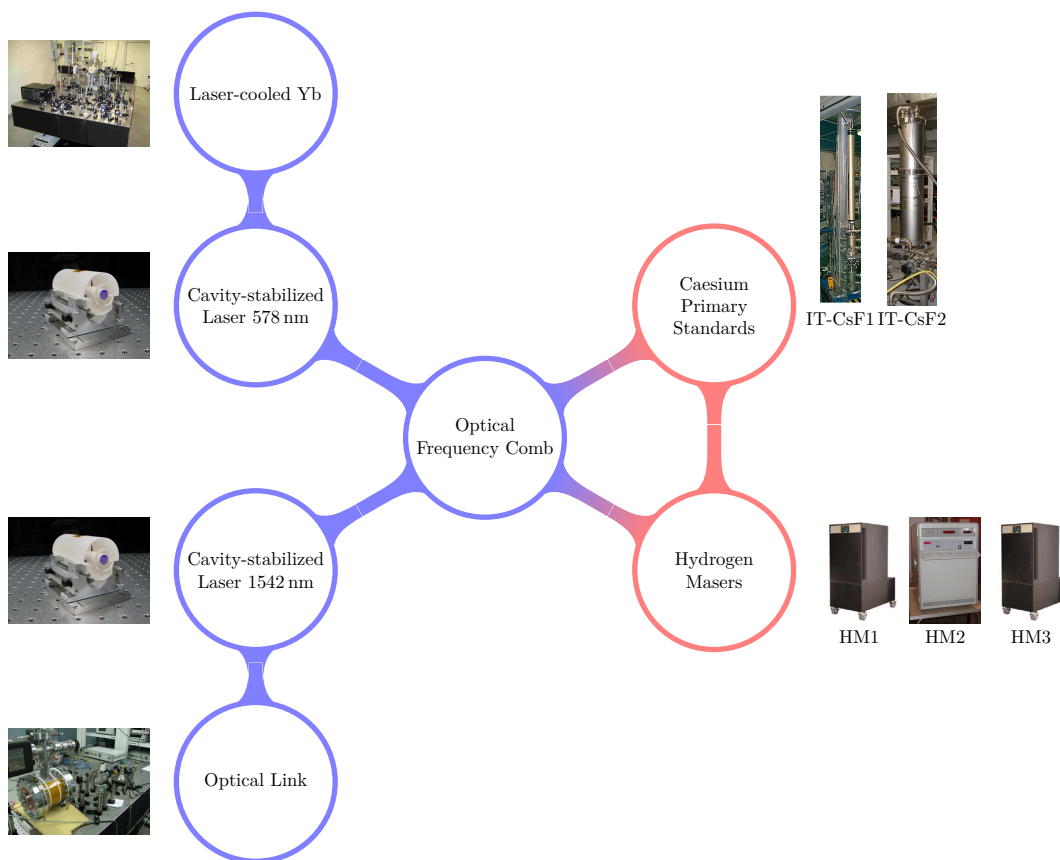 Laser-cooled Yb
Cavity-stabilized
Laser 578 nm
Caesium
Primary
Standards
IT-CsF1 IT-CsF2
Optical
Frequency Comb
Cavity-stabilized
Laser 1542 nm
Hydrogen
Masers
HM1
HM2
HM3
Optical Link